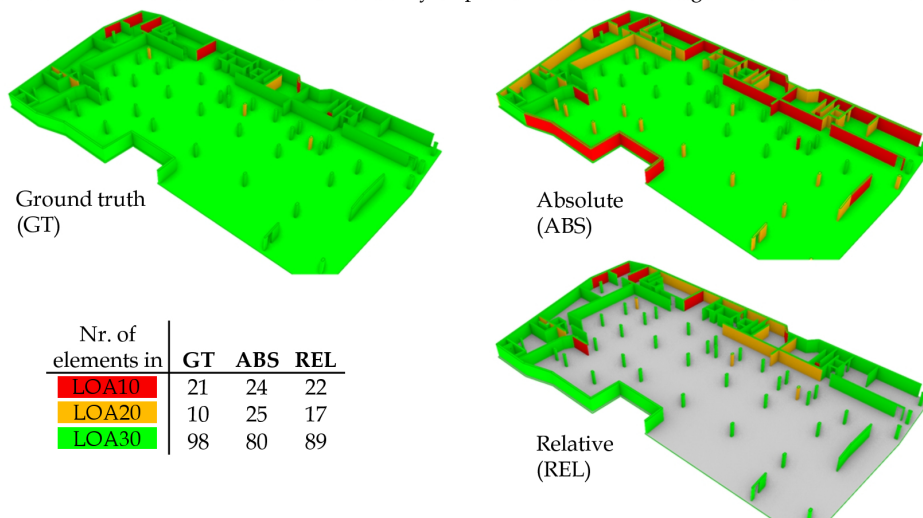 Ground truth
(GT)
Absolute
(ABS)
Nr. of
elements in GT ABS REL
LOA10 21 24 22
LOA20 10 25 17
LOA30 98 80 89
Relative
(REL)